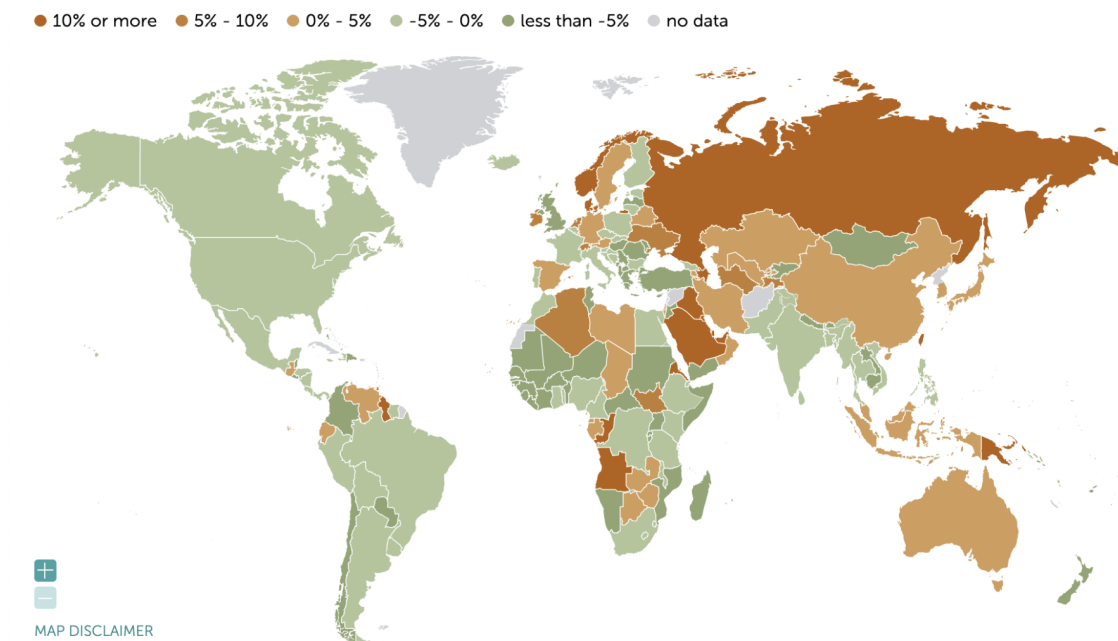 10% or more 5% - 10% 0% - 5% -5% - 0% less than -5% no data
+
−
MAP DISCLAIMER